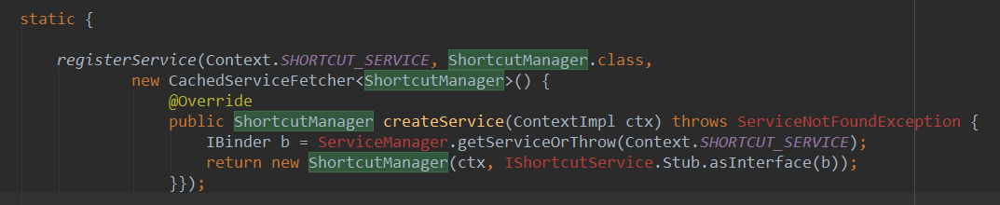 static {
registerService(Context.SHORTCUT_SERVICE, ShortcutManager.class,
new CachedServiceFetcher<ShortcutManager>() {
@Override
public ShortcutManager createService(ContextImpl ctx) throws ServiceNotFoundException {
IBinder b = ServiceManager.getServiceOrThrow(Context.SHORTCUT_SERVICE);
return new ShortcutManager(ctx, IShortcutService.Stub.asInterface(b));
}});